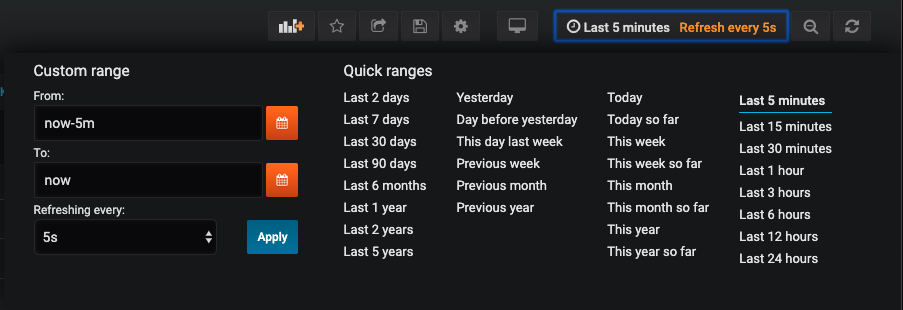 Last 5 minutes Refresh every 5s
Custom range
From:
now-5m
To:
now
Refreshing every:
5s
Apply
Quick ranges
Last 2 days
Last 7 days
Last 30 days
Last 90 days
Last 6 months
Last 1 year
Last 2 years
Last 5 years
Yesterday
Day before yesterday
This day last week
Previous week
Previous month
Previous year
Today
Today so far
This week
This week so far
This month
This month so far
This year
This year so far
Last 5 minutes
Last 15 minutes
Last 30 minutes
Last 1 hour
Last 3 hours
Last 6 hours
Last 12 hours
Last 24 hours